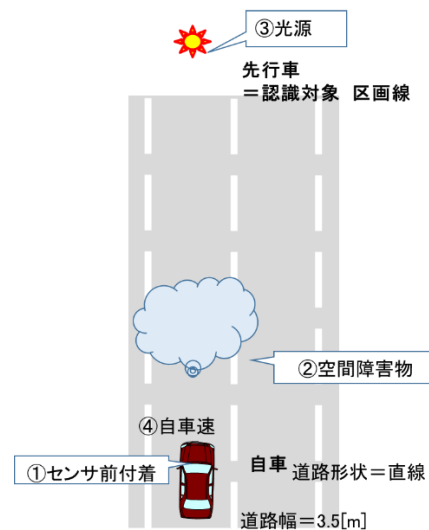 ③光源
先行車
=認識対象 区画線
②空間障害物
④自車速
①センサ前付着
自車 道路形状=直線
道路幅=3.5[m]